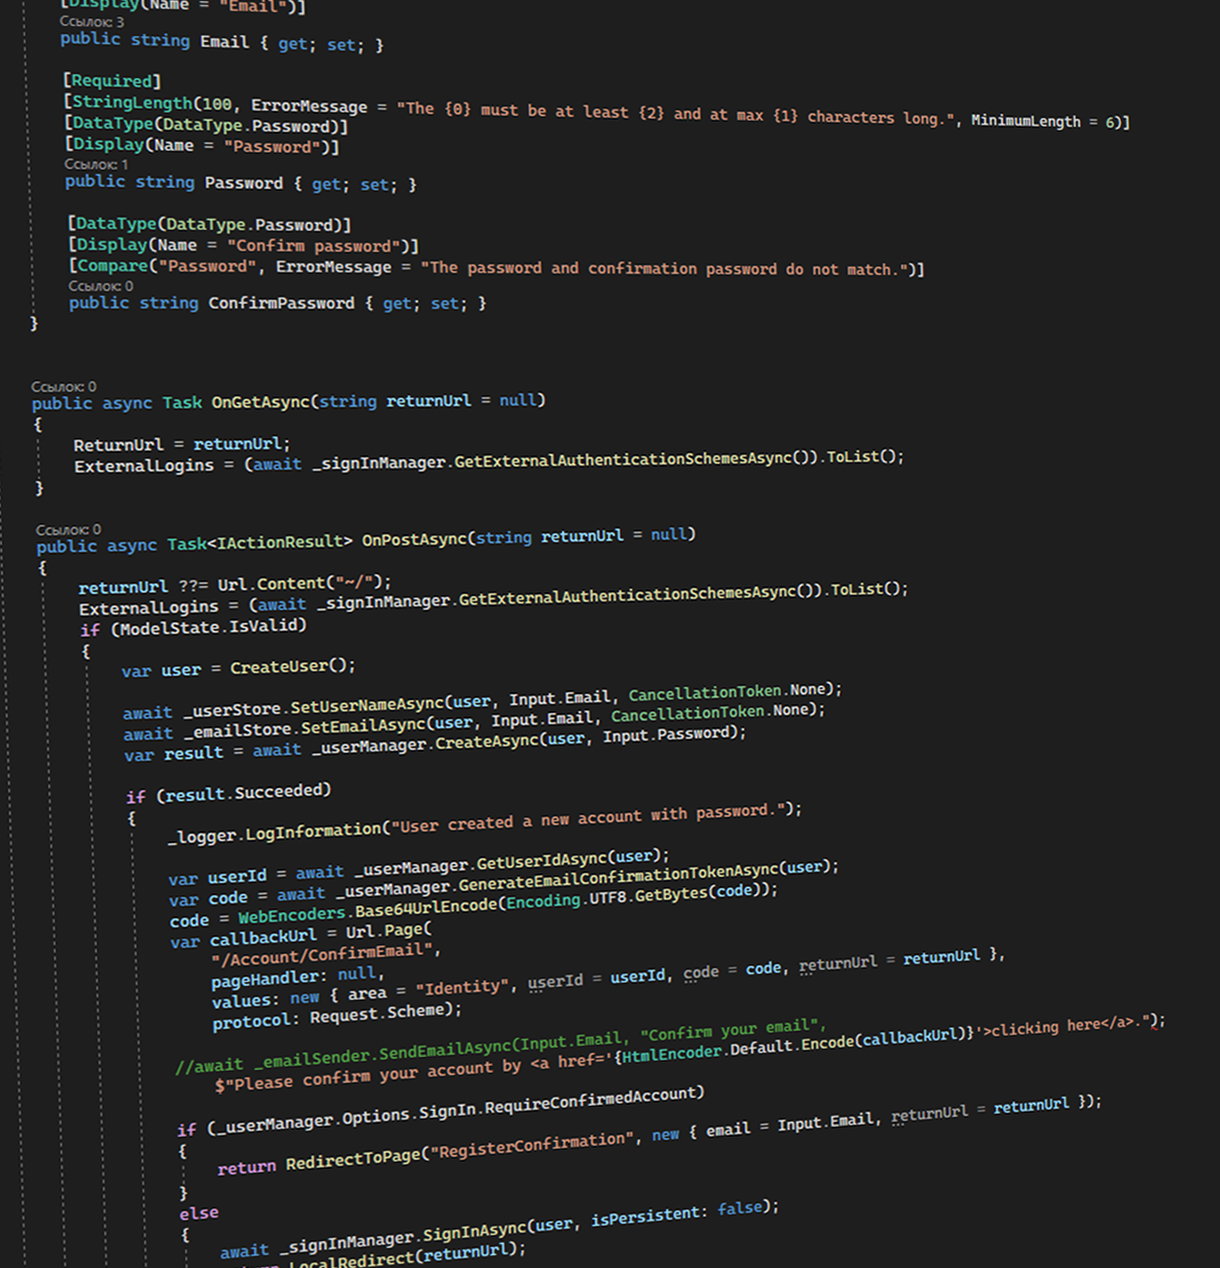 [Display(Name = "Email")]
Ссылок: 3
public string Email { get; set; }
[Required]
[StringLength(100, ErrorMessage = "The {0} must be at least {2} and at max {1} characters long.", MinimumLength = 6)]
[DataType(DataType.Password)]
[Display(Name = "Password")]
Ссылок: 1
public string Password { get; set; }
[DataType(DataType.Password)]
[Display(Name = "Confirm password")]
[Compare("Password", ErrorMessage = "The password and confirmation password do not match.")]
Ссылок: 0
public string ConfirmPassword { get; set; }
}
Ссылок: 0
public async Task OnGetAsync(string returnUrl = null)
{
ReturnUrl = returnUrl;
ExternalLogins = (await _signInManager.GetExternalAuthenticationSchemesAsync()).ToList();
}
Ссылок: 0
public async Task<IActionResult> OnPostAsync(string returnUrl = null)
{
returnUrl ??= Url.Content("~/");
ExternalLogins = (await _signInManager.GetExternalAuthenticationSchemesAsync()).ToList();
if (ModelState.IsValid)
{
var user = CreateUser();
await _userStore.SetUserNameAsync(user, Input.Email, CancellationToken.None);
await _emailStore.SetEmailAsync(user, Input.Email, CancellationToken.None);
var result = await _userManager.CreateAsync(user, Input.Password);
if (result.Succeeded)
{
_logger.LogInformation("User created a new account with password.");
var userId = await _userManager.GetUserIdAsync(user);
var code = await _userManager.GenerateEmailConfirmationTokenAsync(user);
code = WebEncoders.Base64UrlEncode(Encoding.UTF8.GetBytes(code));
var callbackUrl = Url.Page(
"/Account/ConfirmEmail",
pageHandler: null,
values: new { area = "Identity", userId = userId, code = code, returnUrl = returnUrl },
protocol: Request.Scheme);
//await _emailSender.SendEmailAsync(Input.Email, "Confirm your email",
$"Please confirm your account by <a href='{HtmlEncoder.Default.Encode(callbackUrl)}'>clicking here</a>.");
if (_userManager.Options.SignIn.RequireConfirmedAccount)
{
return RedirectToPage("RegisterConfirmation", new { email = Input.Email, returnUrl = returnUrl });
}
else
{
await _signInManager.SignInAsync(user, isPersistent: false);
LocalRedirect(returnUrl);